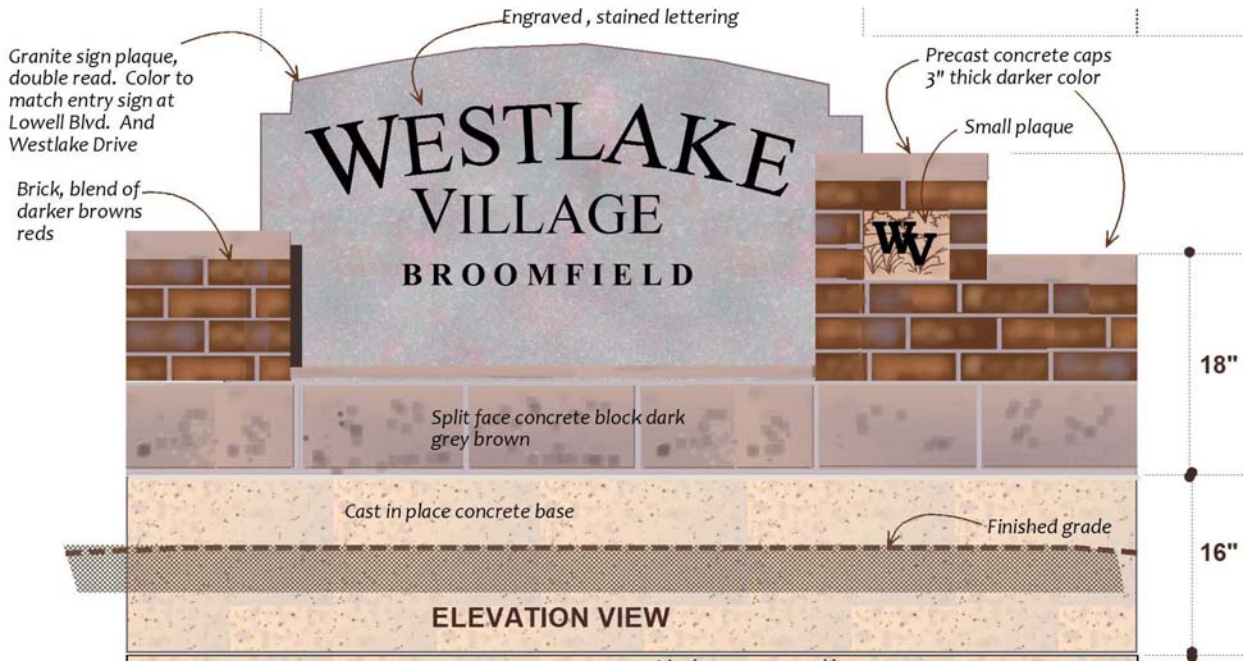 Engraved , stained lettering
Granite sign plaque,
double read. Color to
match entry sign at
Lowell Blvd. And
Westlake Drive
Precast concrete caps
3" thick darker color
Small plaque
Brick, blend of
darker browns
reds
WESTLAKE
VILLAGE
BROOMFIELD
WV
18"
Split face concrete block dark
grey brown
Cast in place concrete base
Finished grade
16"
ELEVATION VIEW